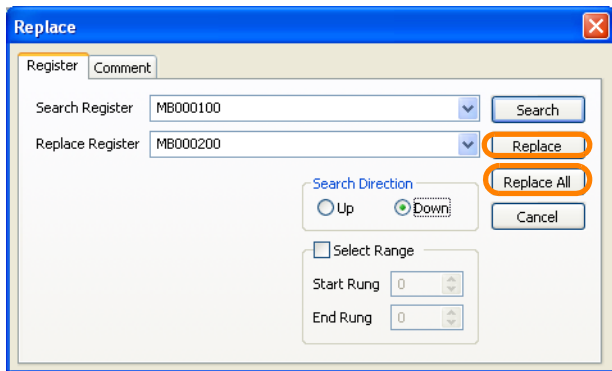 Replace
Register Comment
Search Register MB000100 Search
Replace Register MB000200 Replace
Search Direction Replace All
Up Down Cancel
Select Range
Start Rung 0
End Rung 0